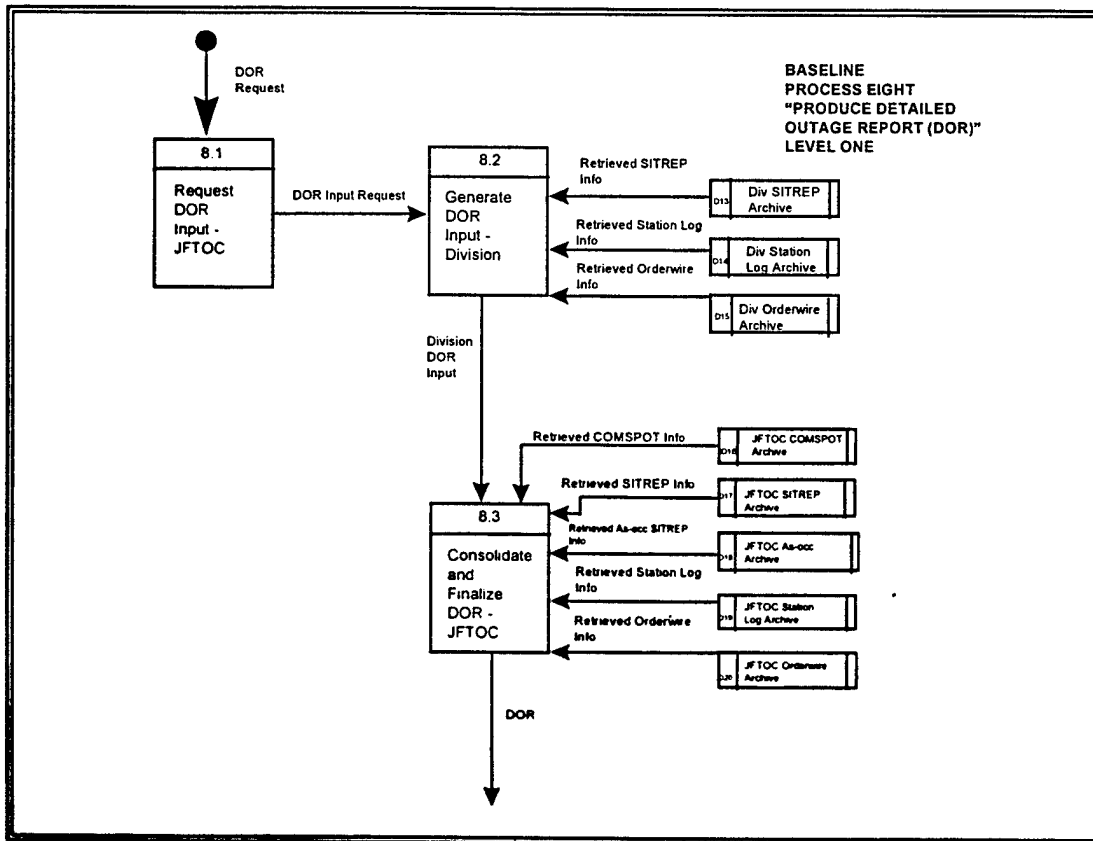 DOR
Request
BASELINE
PROCESS EIGHT
"PRODUCE DETAILED
OUTAGE REPORT (DOR)"
LEVEL ONE
8.1
Request
DOR
Input -
JFTOC
DOR Input Request
8.2
Generate
DOR
Input -
Division
Retrieved SITREP
Info
D13
Div SITREP
Archive
Retrieved Station Log
Info
D14
Div Station
Log Archive
Retrieved Orderwire
Info
D15
Div Orderwire
Archive
Division
DOR
Input
Retrieved COMSPOT Info
D16
JFTOC COMSPOT
Archive
Retrieved SITREP Info
D17
JFTOC SITREP
Archive
8.3
Consolidate
and
Finalize
DOR -
JFTOC
Retrieved As-occ SITREP
Info
D18
JFTOC As-occ
Archive
Retrieved Station Log
Info
D19
JFTOC Station
Log Archive
Retrieved Orderwire
Info
D20
JFTOC Orderwire
Archive
DOR